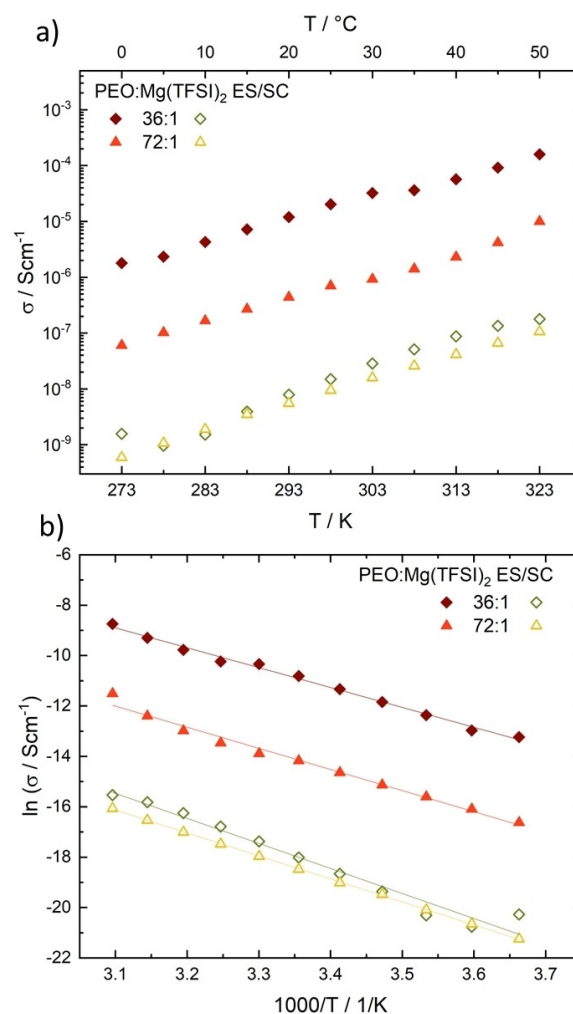 a)
T / °C
0 10 20 30 40 50
PEO:Mg(TFSI)₂ ES/SC
36:1
72:1
10⁻³
10⁻⁴
10⁻⁵
10⁻⁶
10⁻⁷
10⁻⁸
10⁻⁹
σ / Scm⁻¹
273 283 293 303 313 323
T / K
b)
PEO:Mg(TFSI)₂ ES/SC
36:1
72:1
-6
-8
-10
-12
-14
-16
-18
-20
-22
ln (σ / Scm⁻¹)
3.1 3.2 3.3 3.4 3.5 3.6 3.7
1000/T / 1/K